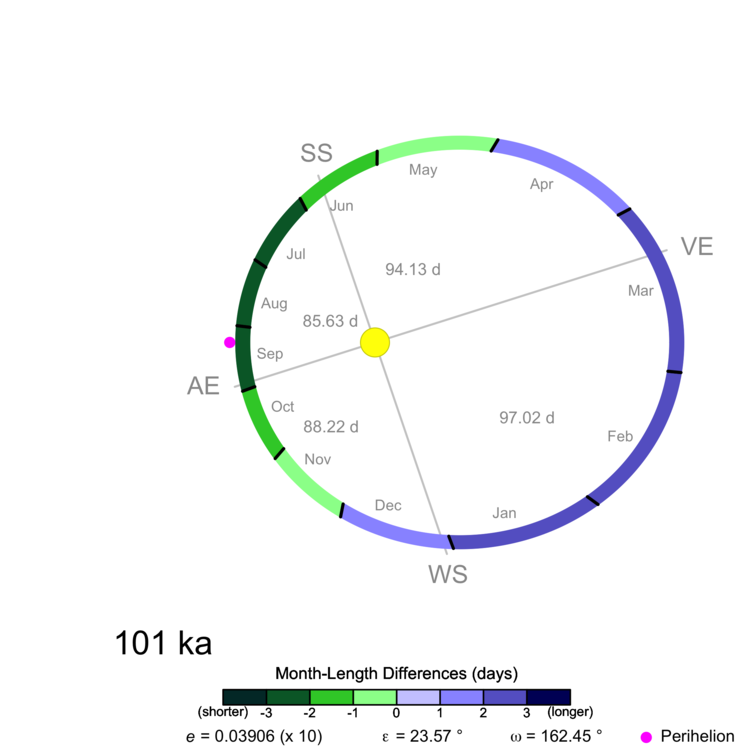 SS
May
Apr
Jun
VE
Jul
94.13 d
Mar
Aug
85.63 d
Sep
AE
Oct
88.22 d
97.02 d
Feb
Nov
Dec
Jan
WS
101 ka
Month-Length Differences (days)
(shorter) -3 -2 -1 0 1 2 3 (longer)
e = 0.03906 (x 10) ε = 23.57 ° ω = 162.45 ° Perihelion